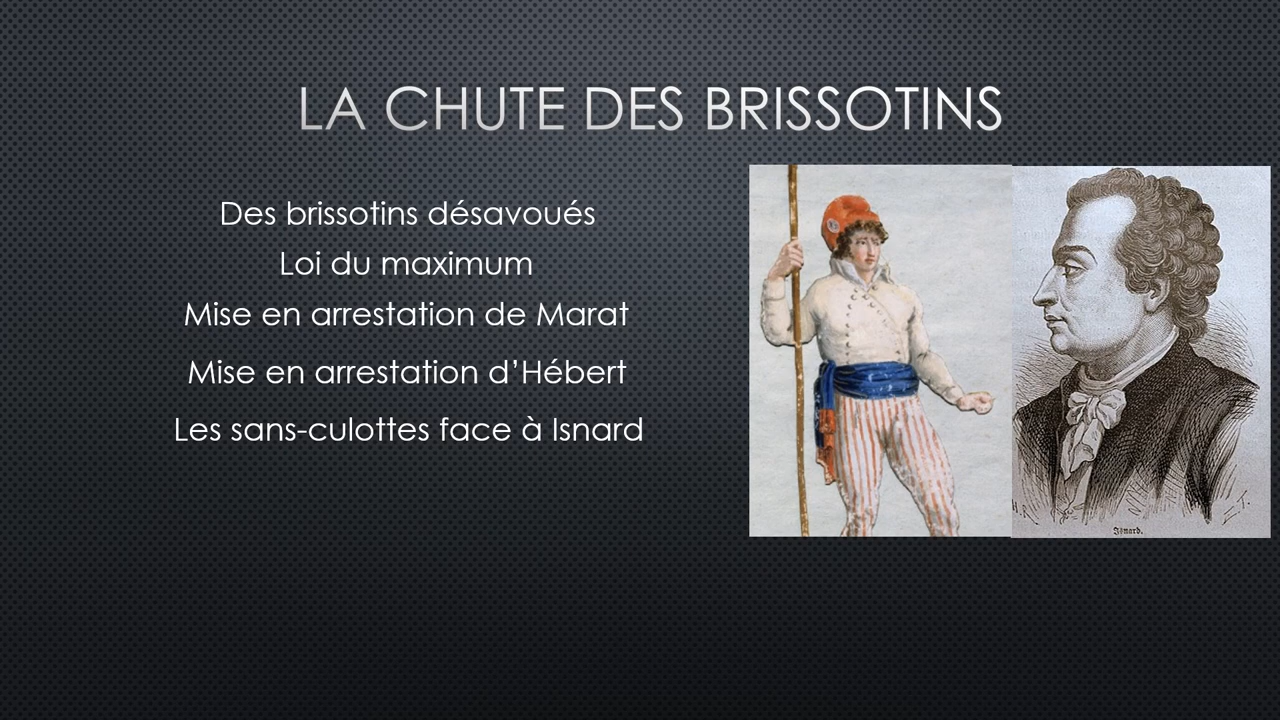 LA CHUTE DES BRISSOTINS
Des brissotins désavoués
Loi du maximum
Mise en arrestation de Marat
Mise en arrestation d’Hébert
Les sans-culottes face à Isnard
Isnard.